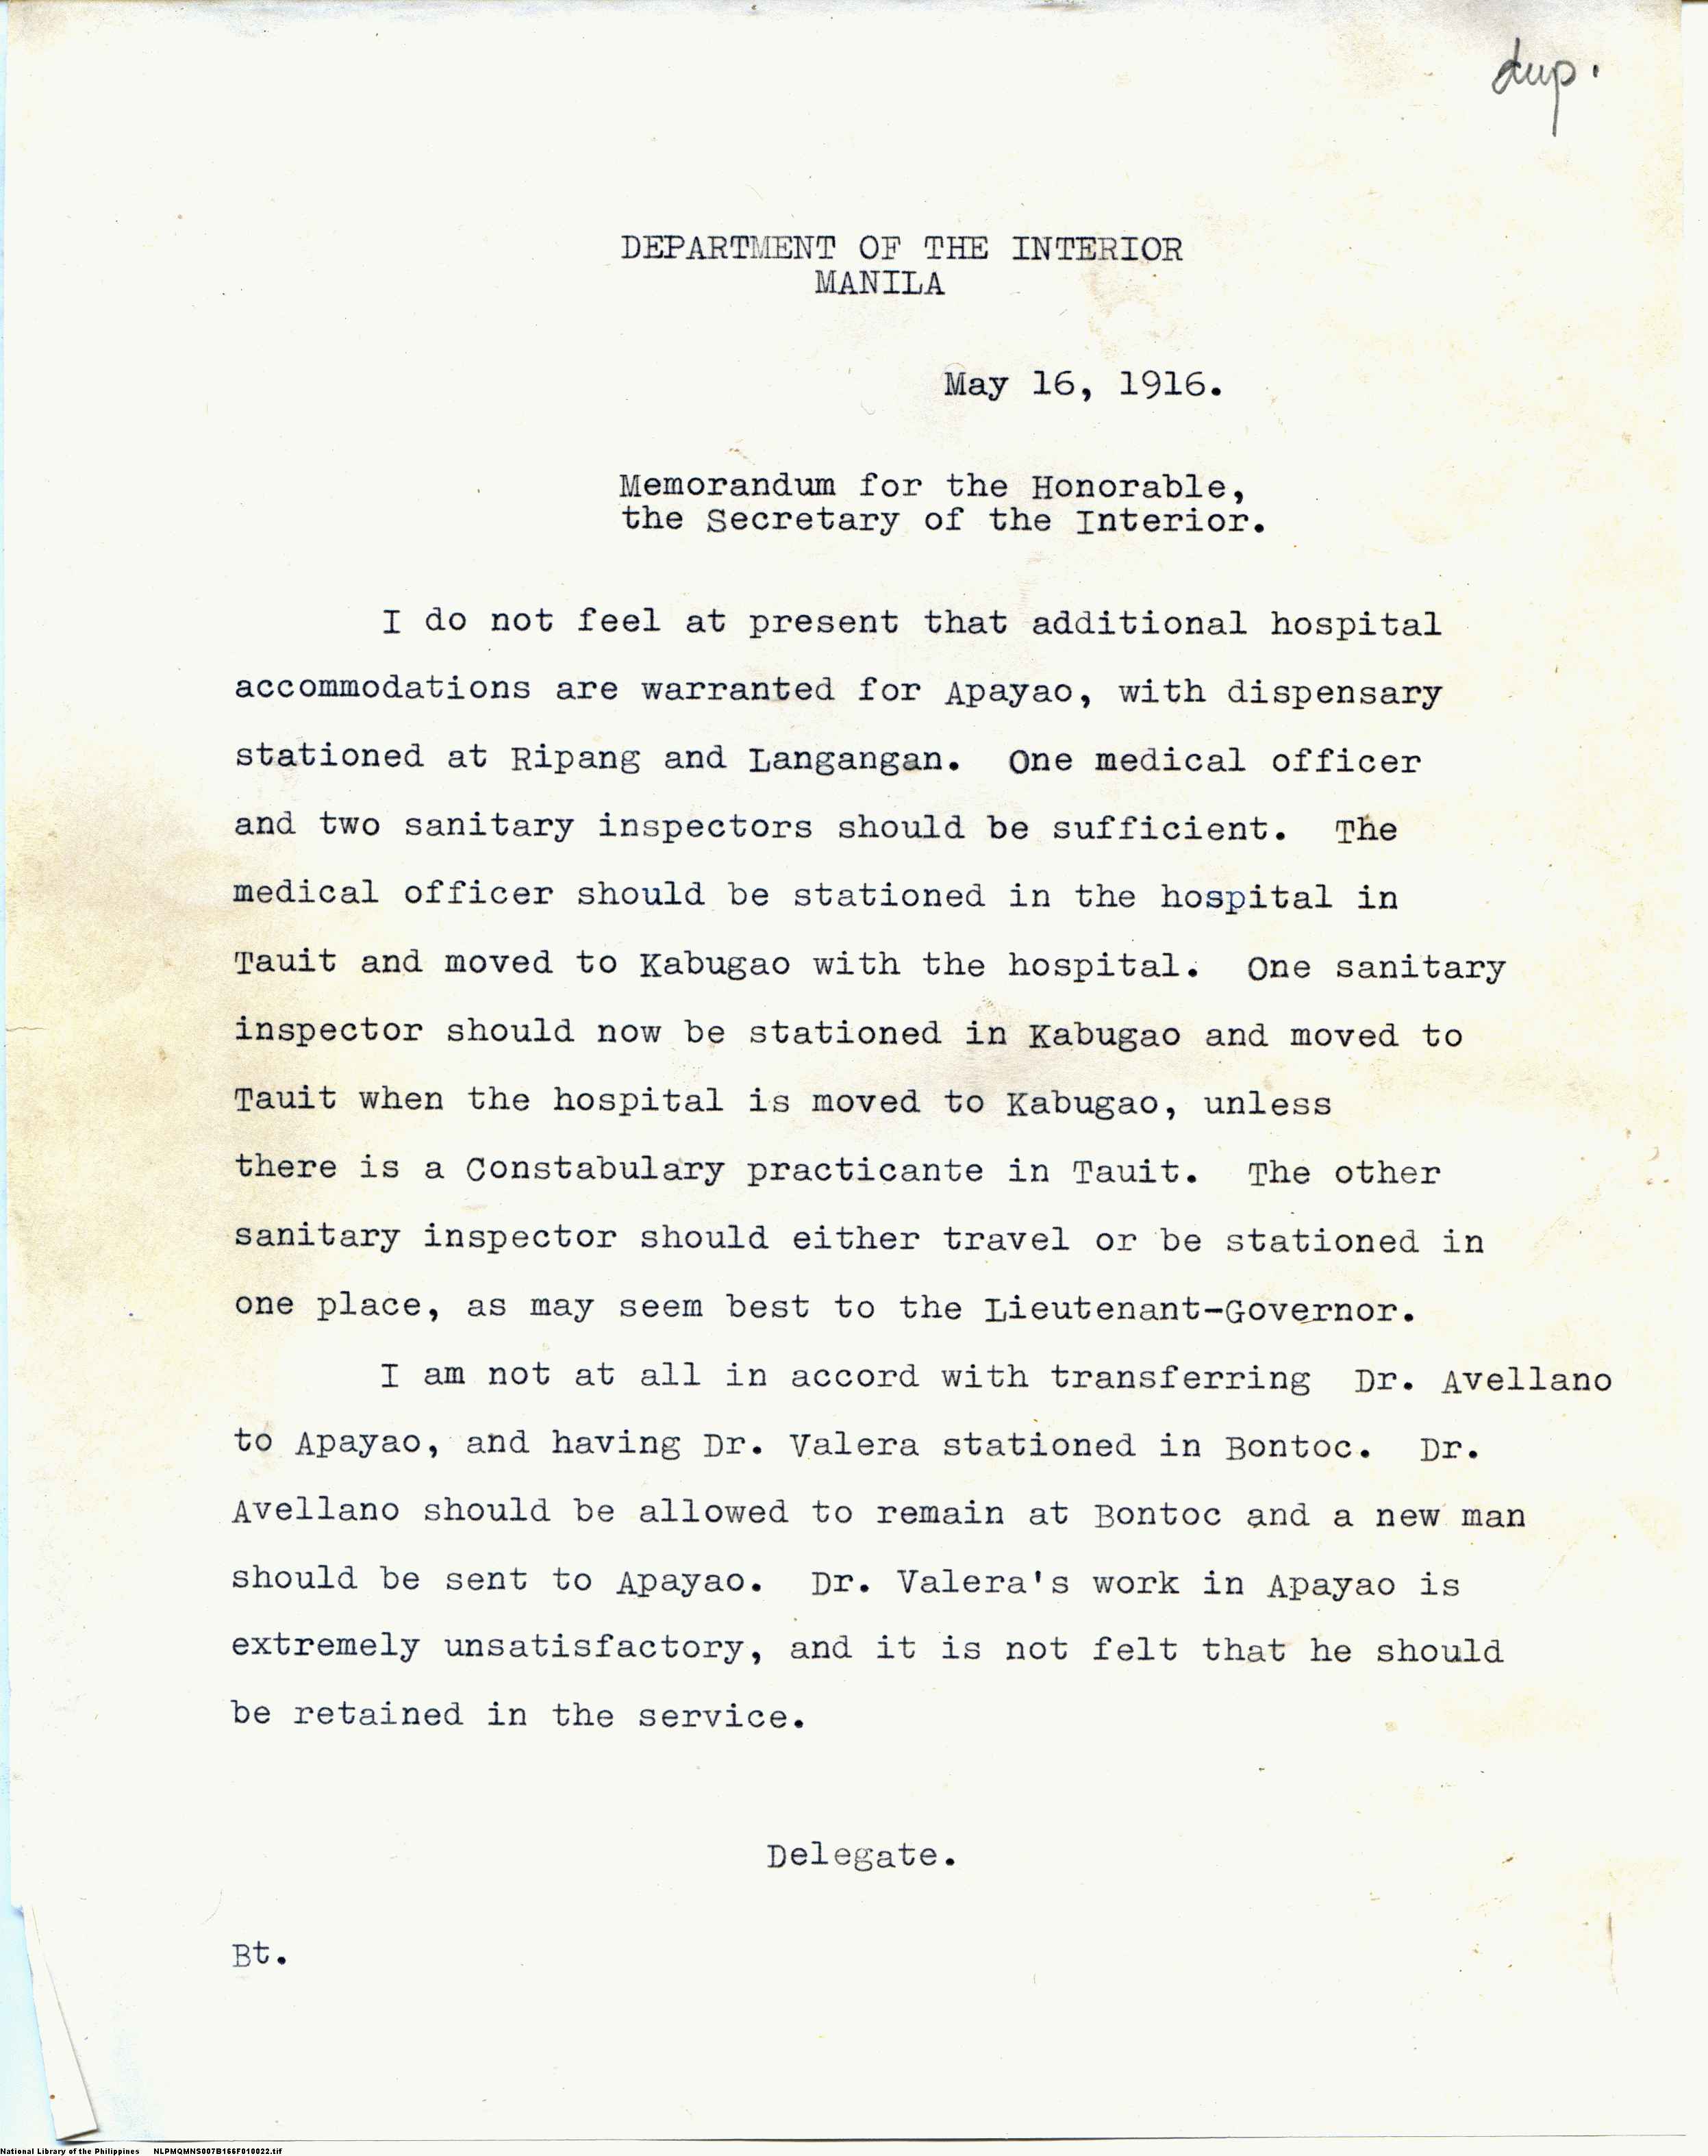 dup.
DEPARTMENT OF THE INTERIOR
MANILA
May 16, 1916.
Memorandum for the Honorable,
the Secretary of the Interior.
I do not feel at present that additional hospital
accommodations are warranted for Apayao, with dispensary
stationed at Ripang and Langangan. One medical officer
and two sanitary inspectors should be sufficient. The
medical officer should be stationed in the hospital in
Tauit and moved to Kabugao with the hospital. One sanitary
inspector should now be stationed in Kabugao and moved to
Tauit when the hospital is moved to Kabugao, unless
there is a Constabulary practicante in Tauit. The other
sanitary inspector should either travel or be stationed in
one place, as may seem best to the Lieutenant-Governor.
I am not at all in accord with transferring Dr. Avellano
to Apayao, and having Dr. Valera stationed in Bontoc. Dr.
Avellano should be allowed to remain at Bontoc and a new man
should be sent to Apayao. Dr. Valera's work in Apayao is
extremely unsatisfactory, and it is not felt that he should
be retained in the service.
Delegate.
Bt.
National Library of the Philippines NLPMQMNS007B166F010022.tif